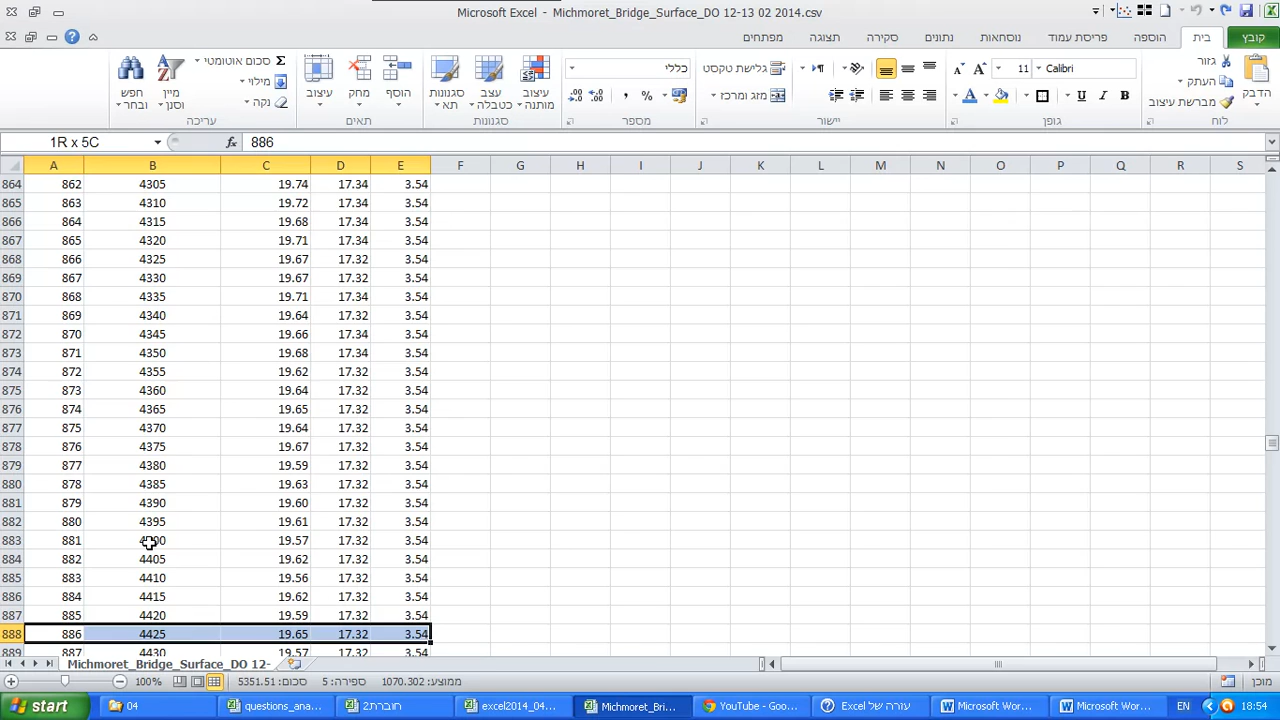 Microsoft Excel - Michmoret_Bridge_Surface_DO 12-13 02 2014.csv
קובץ בית הוספה פריסת עמוד נוסחאות נתונים סקירה תצוגה מפתחים
הדבק גזור העתק מברשת עיצוב Calibri 11 B I U גלישת טקסט מזג ומרכז כללי % , עיצוב מותנה עצב כטבלה סגנונות תא הוסף מחק עיצוב סכום אוטומטי מילוי נקה מיין וסנן חפש ובחר
לוח גופן יישור מספר סגנונות תאים עריכה
1R x 5C fx 886
A B C D E F G H I J K L M N O P Q R S
864 862 4305 19.74 17.34 3.54
865 863 4310 19.72 17.34 3.54
866 864 4315 19.68 17.34 3.54
867 865 4320 19.71 17.34 3.54
868 866 4325 19.67 17.32 3.54
869 867 4330 19.67 17.32 3.54
870 868 4335 19.71 17.34 3.54
871 869 4340 19.64 17.32 3.54
872 870 4345 19.66 17.34 3.54
873 871 4350 19.68 17.34 3.54
874 872 4355 19.62 17.32 3.54
875 873 4360 19.64 17.32 3.54
876 874 4365 19.65 17.32 3.54
877 875 4370 19.64 17.32 3.54
878 876 4375 19.67 17.32 3.54
879 877 4380 19.59 17.32 3.54
880 878 4385 19.63 17.32 3.54
881 879 4390 19.60 17.32 3.54
882 880 4395 19.61 17.32 3.54
883 881 19.57 17.32 3.54
884 882 4405 19.62 17.32 3.54
885 883 4410 19.56 17.32 3.54
886 884 4415 19.62 17.32 3.54
887 885 4420 19.59 17.32 3.54
888 886 4425 19.65 17.32 3.54
889 887 4430 19.57 17.32 3.54
Michmoret_Bridge_Surface_DO 12-
מוכן ממוצע: 1070.302 ספירה: 5 סכום: 5351.51 100%
start 04 questions_ana... חוברת2 excel2014_04... Michmoret_Bri... YouTube - Goo... עזרה של Excel Microsoft Wor... Microsoft Wor... EN 18:54